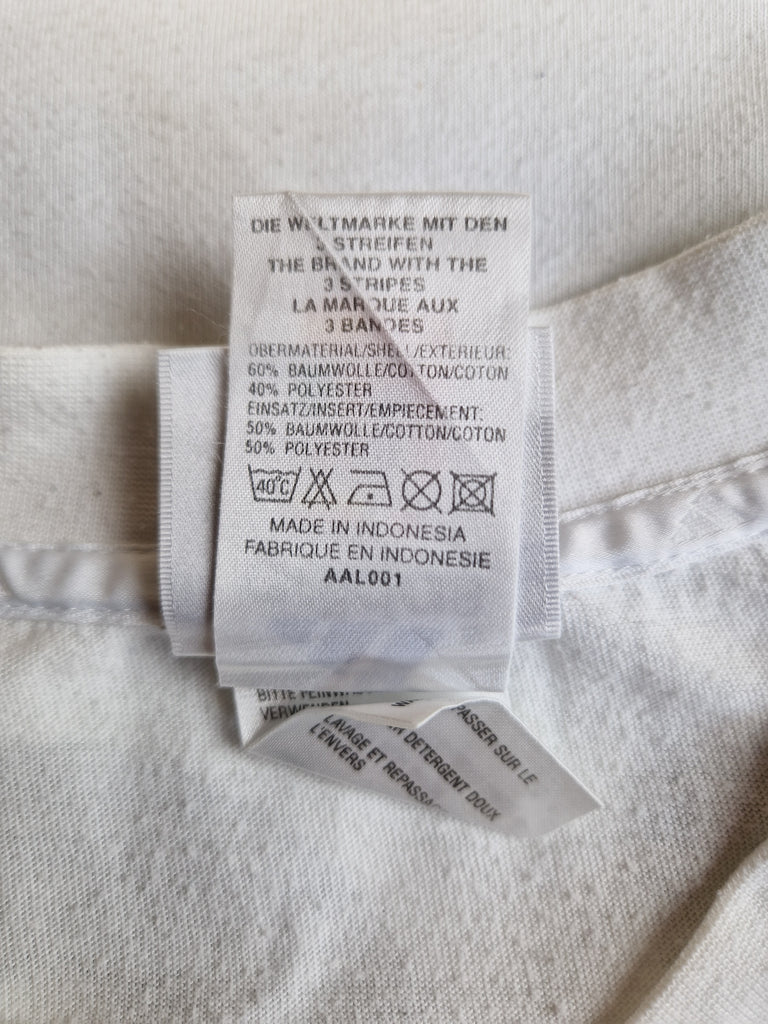 DIE WELTMARKE MIT DEN
3 STREIFEN
THE BRAND WITH THE
3 STRIPES
LA MARQUE AUX
3 BANDES
OBERMATERIAL/SHELL/EXTERIEUR:
60% BAUMWOLLE/COTTON/COTON
40% POLYESTER
EINSATZ/INSERT/EMPIECEMENT:
50% BAUMWOLLE/COTTON/COTON
50% POLYESTER
40°C
MADE IN INDONESIA
FABRIQUE EN INDONESIE
AAL001
BITTE
PASSER SUR LE
DETERGENT DOUX
LAVAGE ET
L'ENVERS